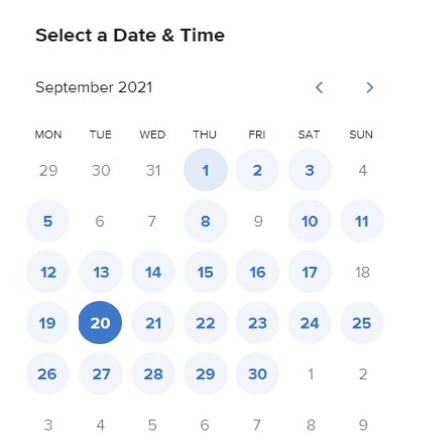 Select a Date & Time
September 2021
MON TUE WED THU FRI SAT SUN
29 30 31 1 2 3 4
5 6 7 8 9 10 11
12 13 14 15 16 17 18
19 20 21 22 23 24 25
26 27 28 29 30 1 2
3 4 5 6 7 8 9